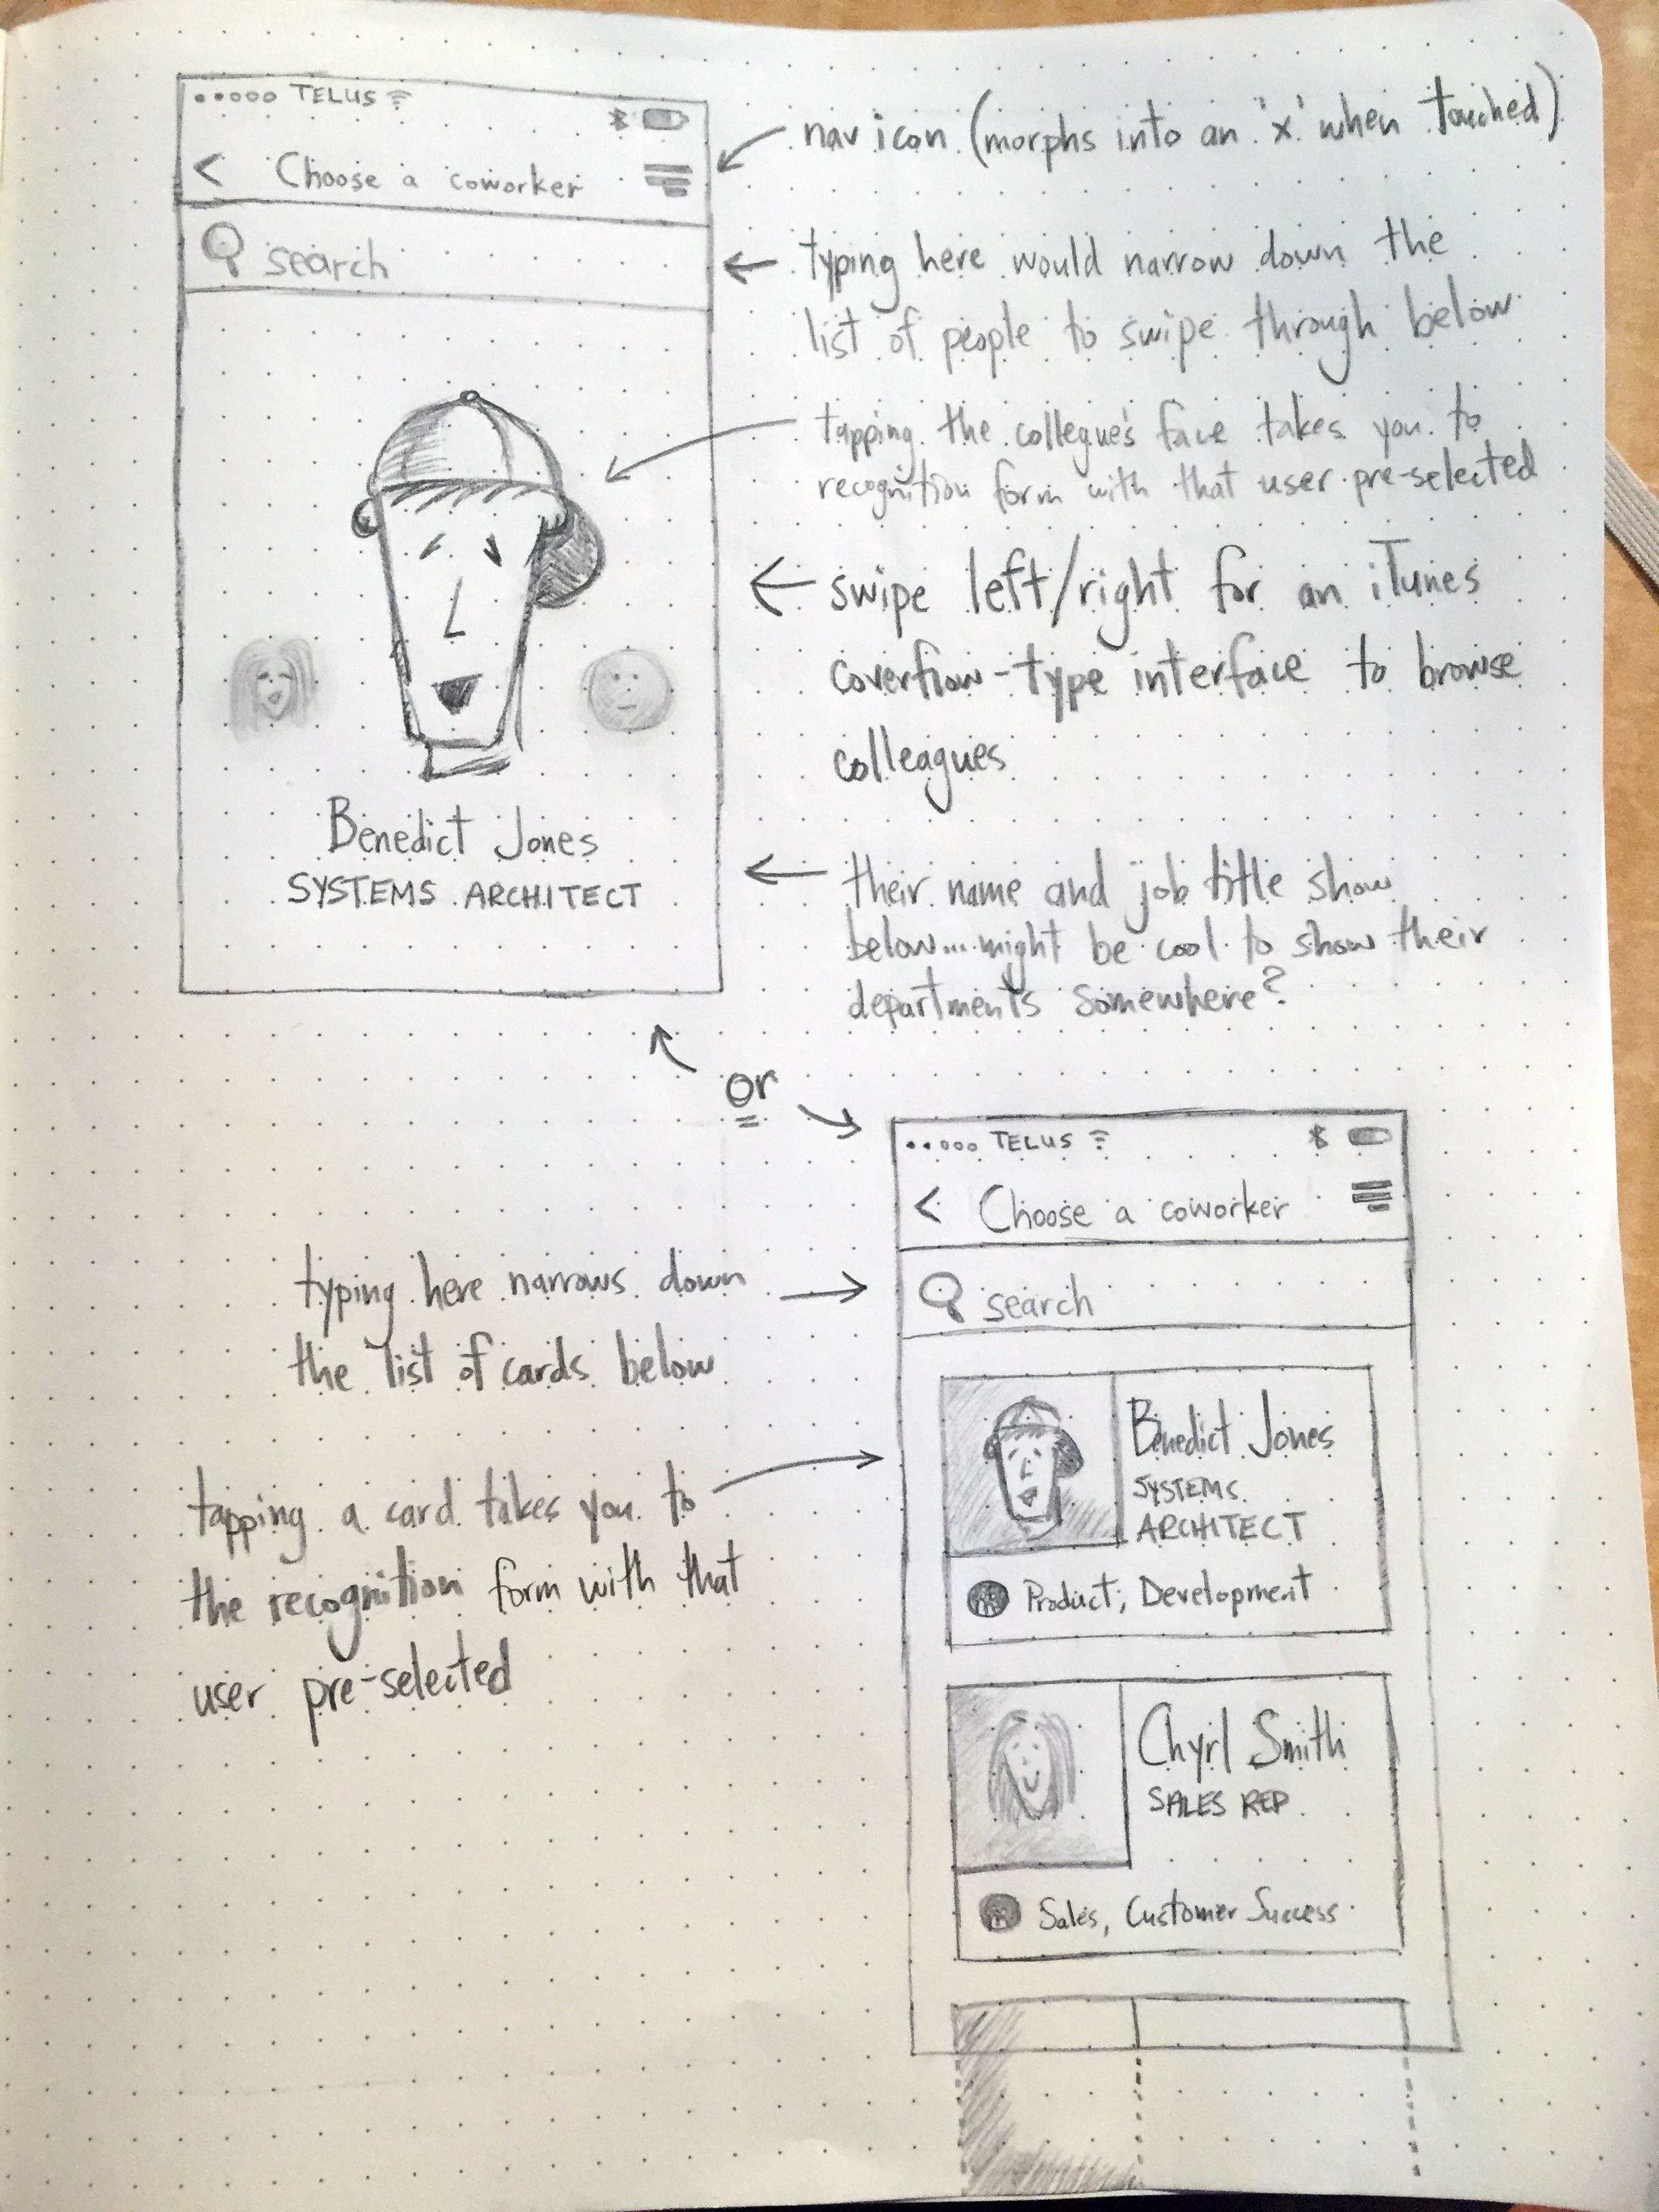 TELUS
< Choose a coworker
search
Benedict Jones
SYSTEMS ARCHITECT
nav icon (morphs into an 'x' when touched)
typing here would narrow down the
list of people to swipe through below
tapping the collegue's face takes you to
recognition form with that user pre-selected
swipe left/right for an iTunes
coverflow-type interface to browse
colleagues
their name and job title show
below... might be cool to show their
departments somewhere?
or
typing here narrows down
the list of cards below
tapping a card takes you to
the recognition form with that
user pre-selected
TELUS
< Choose a coworker
search
Benedict Jones
SYSTEMS
ARCHITECT
Product, Development
Chyrl Smith
SALES REP
Sales, Customer Success